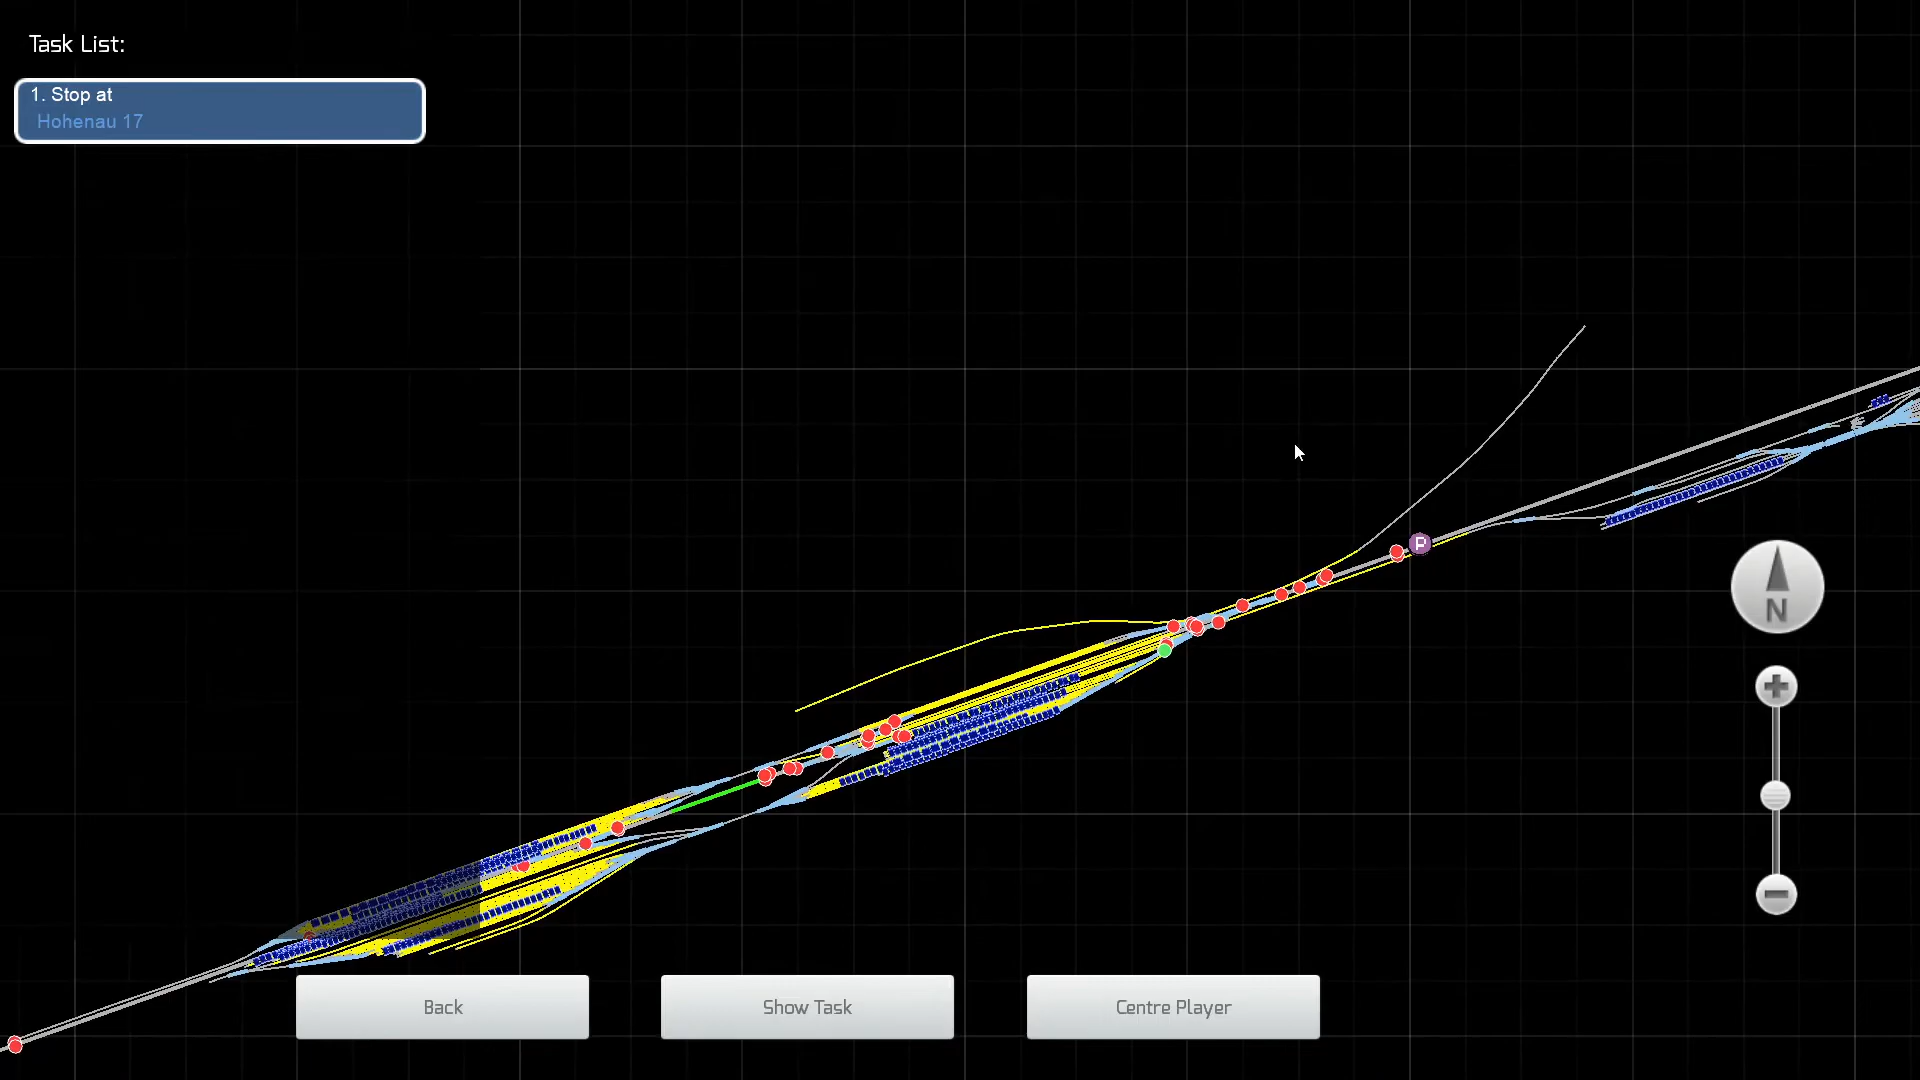 Task List:
1. Stop at
Hohenau 17
P
N
Back
Show Task
Centre Player